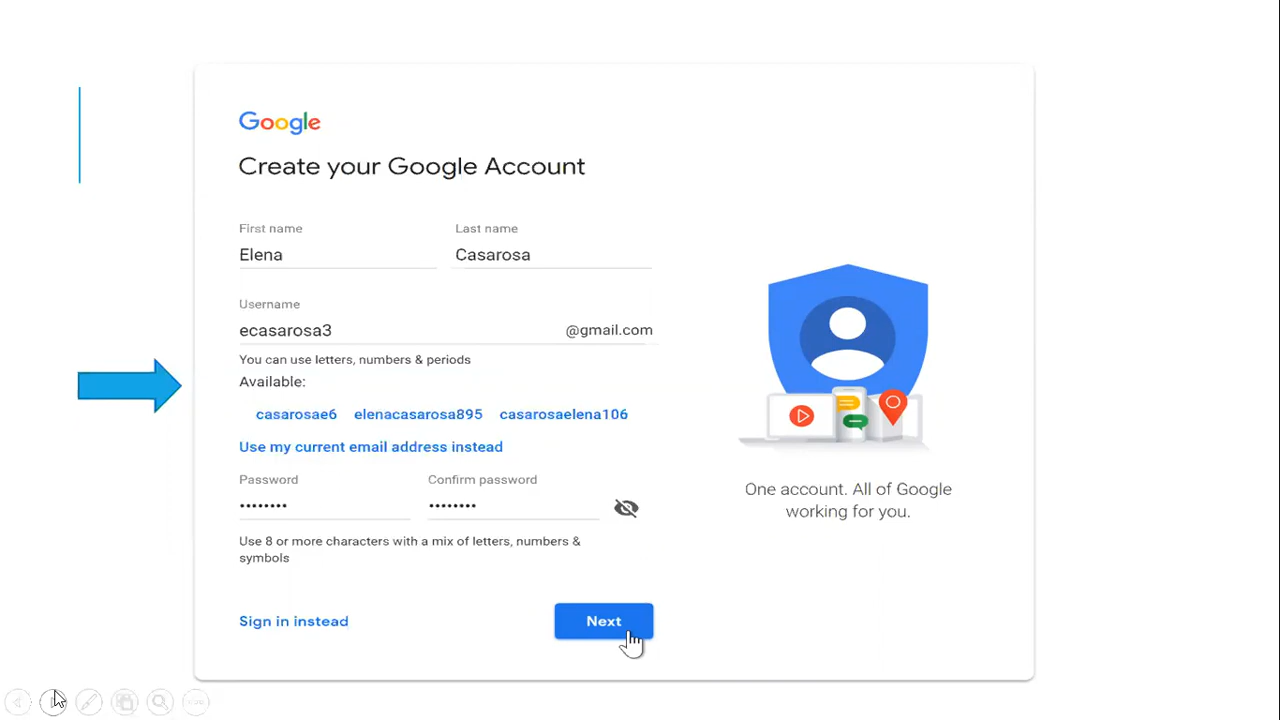 Google
Create your Google Account
First name Last name
Elena Casarosa
Username
ecasarosa3 @gmail.com
You can use letters, numbers & periods
Available:
casarosae6 elenacasarosa895 casarosaelena106
Use my current email address instead
Password Confirm password
•••••••• ••••••••
Use 8 or more characters with a mix of letters, numbers &
symbols
Sign in instead Next
One account. All of Google
working for you.